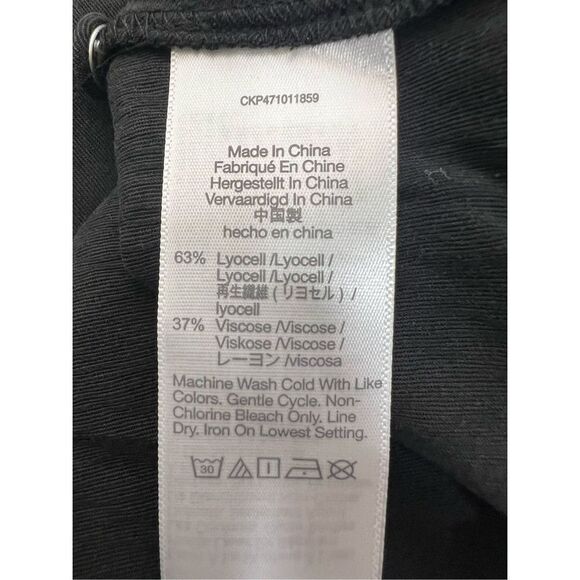 CKP471011859
Made In China
Fabriqué En Chine
Hergestellt In China
Vervaardigd In China
中国製
hecho en china
63% Lyocell /Lyocell /
Lyocell /Lyocell /
再生繊維 ( リヨセル ) /
lyocell
37% Viscose /Viscose /
Viskose /Viscose /
レーヨン /viscosa
Machine Wash Cold With Like
Colors. Gentle Cycle. Non-
Chlorine Bleach Only. Line
Dry. Iron On Lowest Setting.
30